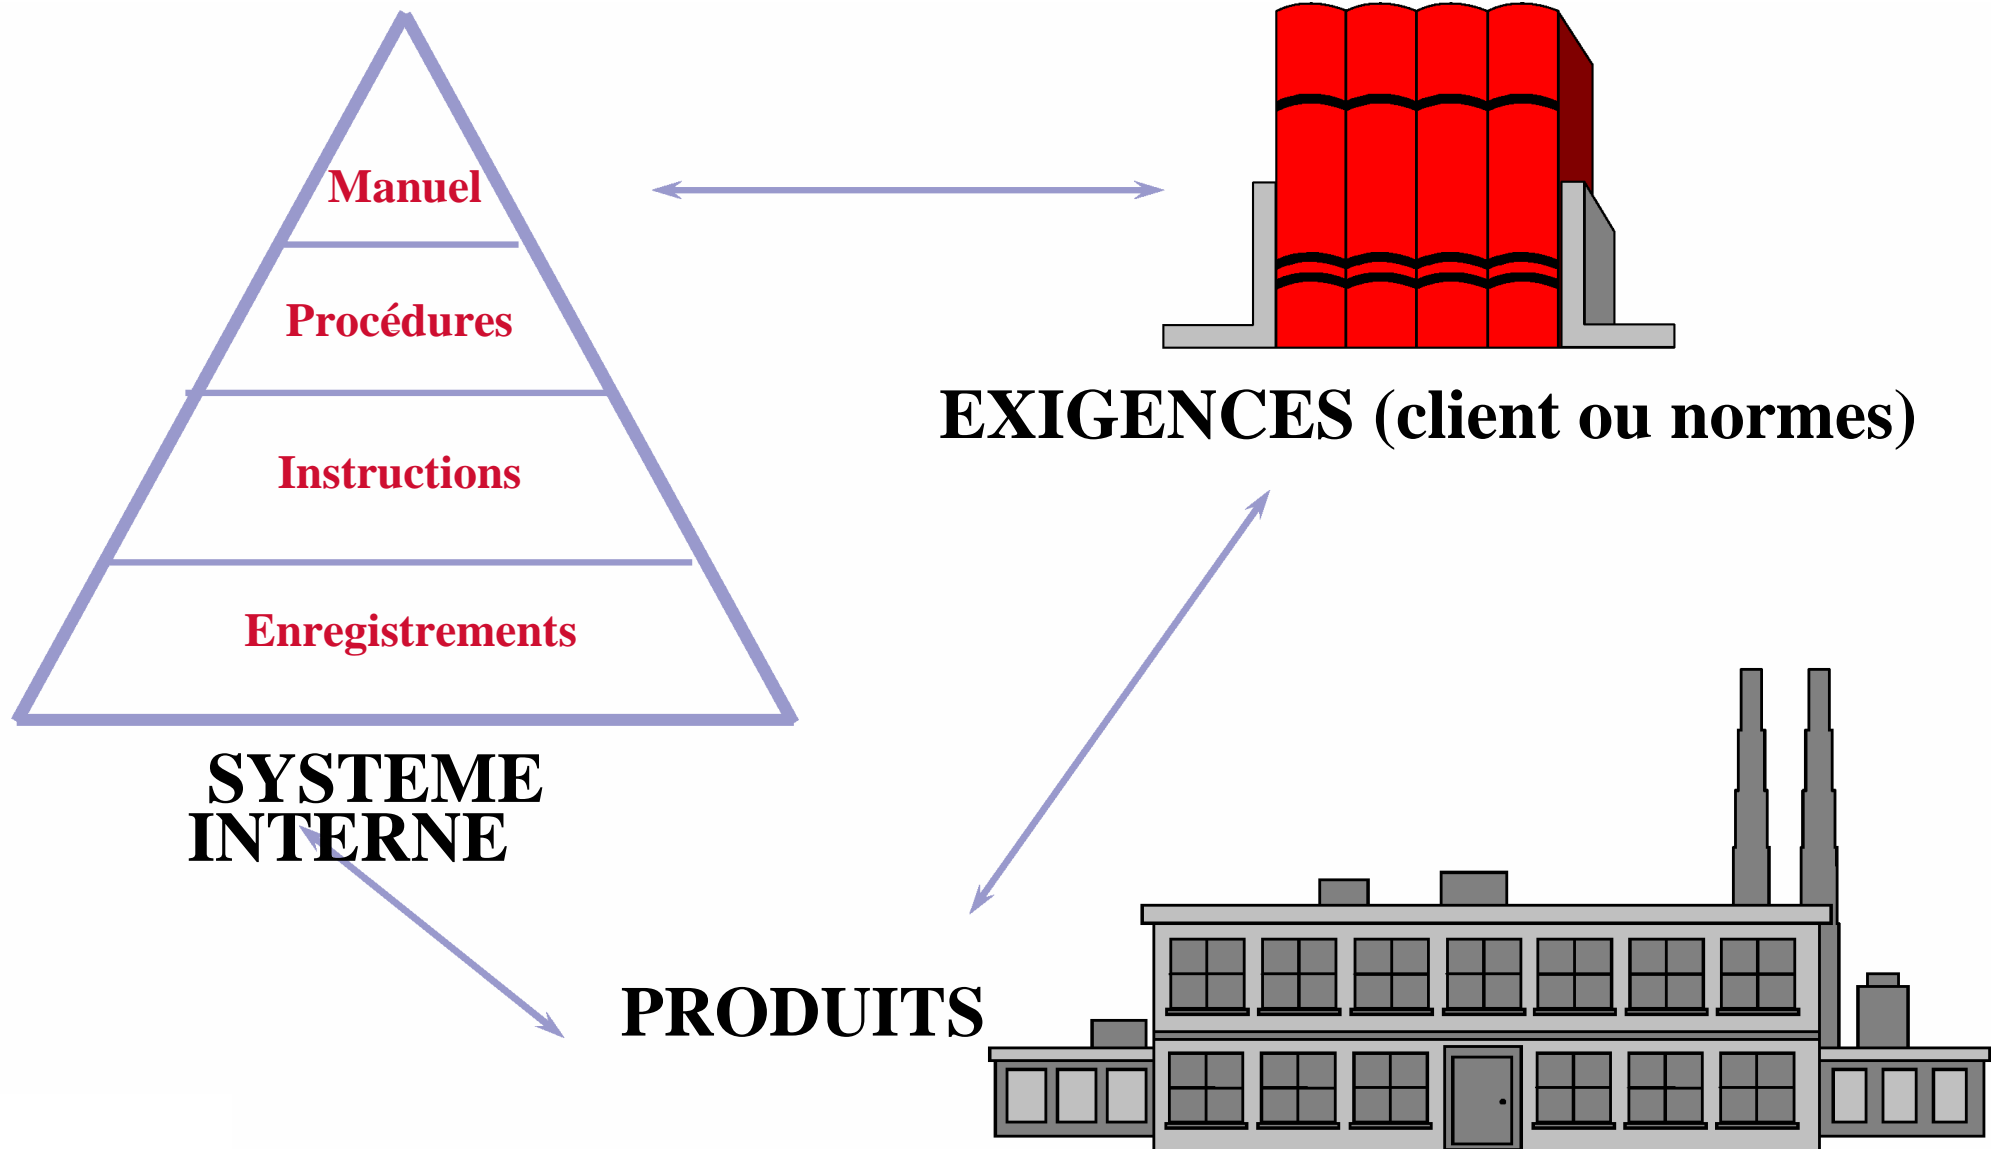 Manuel
Procédures
Instructions
Enregistrements
SYSTEME
INTERNE
EXIGENCES (client ou normes)
PRODUITS